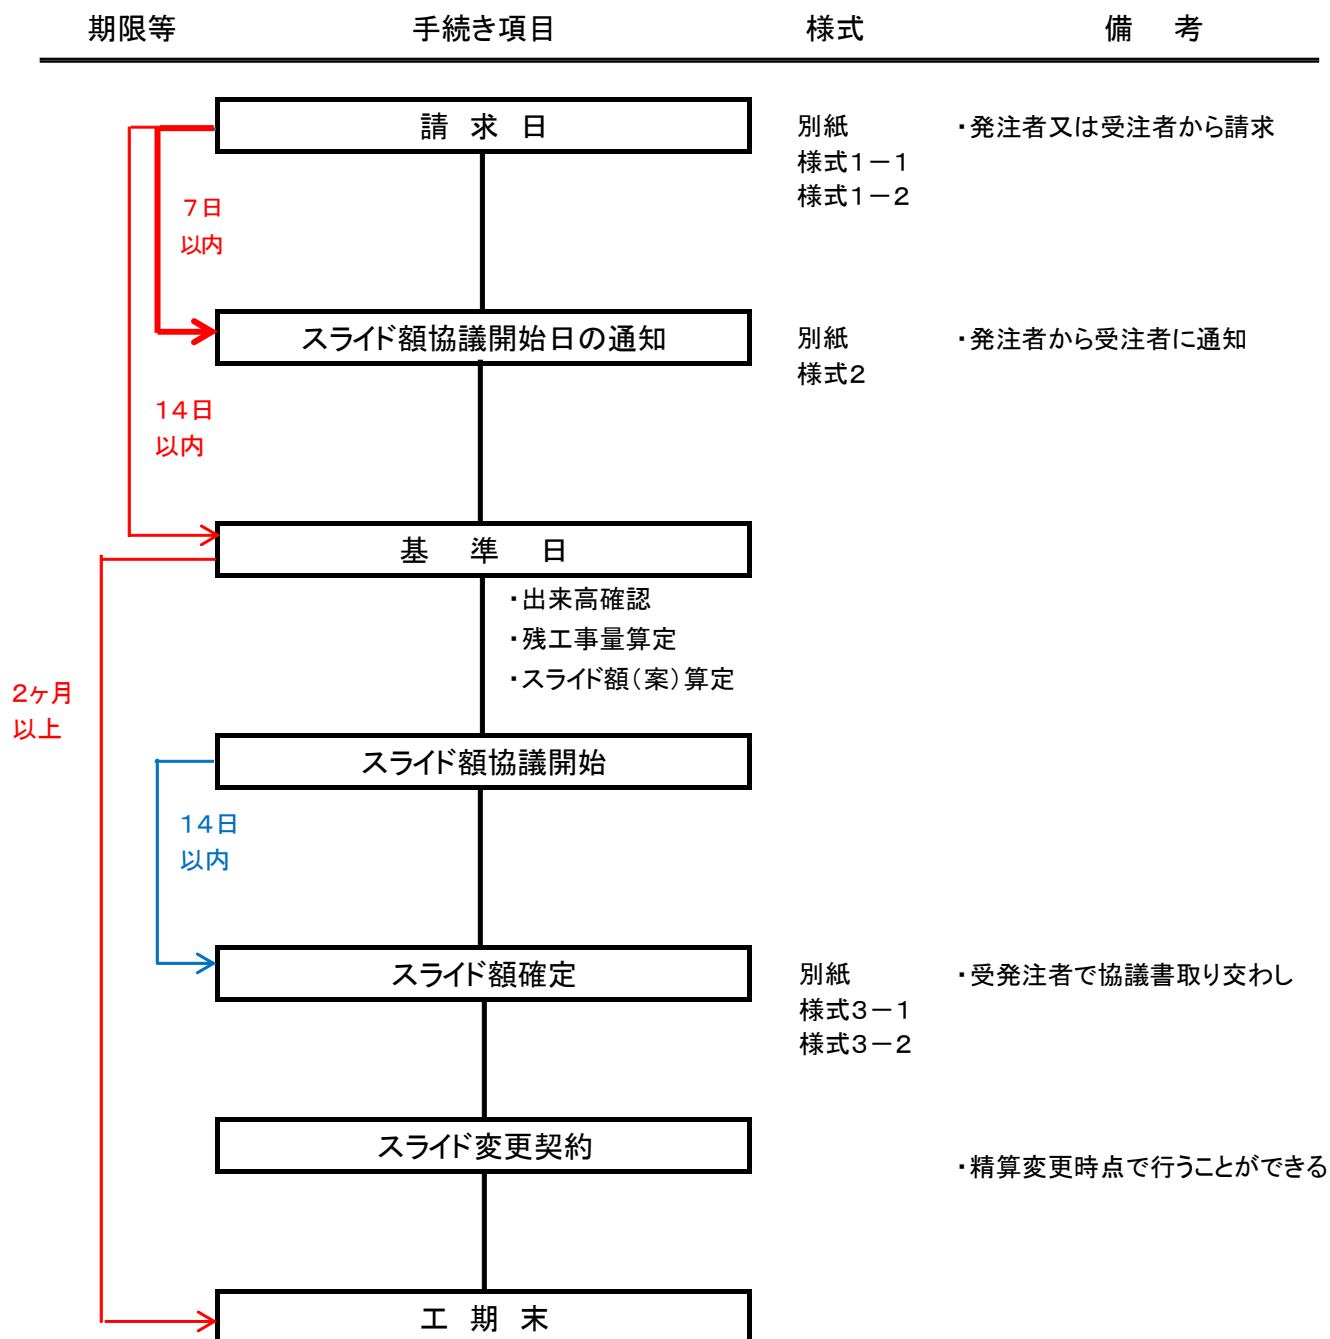 期限等 手続き項目 様式 備 考
請 求 日 別紙 ・発注者又は受注者から請求
様式１－１
様式１－２
７日
以内
スライド額協議開始日の通知 別紙 ・発注者から受注者に通知
様式２
１４日
以内
基 準 日
・出来高確認
・残工事量算定
・スライド額（案）算定
２ヶ月
以上
スライド額協議開始
１４日
以内
スライド額確定 別紙 ・受発注者で協議書取り交わし
様式３－１
様式３－２
スライド変更契約
・精算変更時点で行うことができる
工 期 末